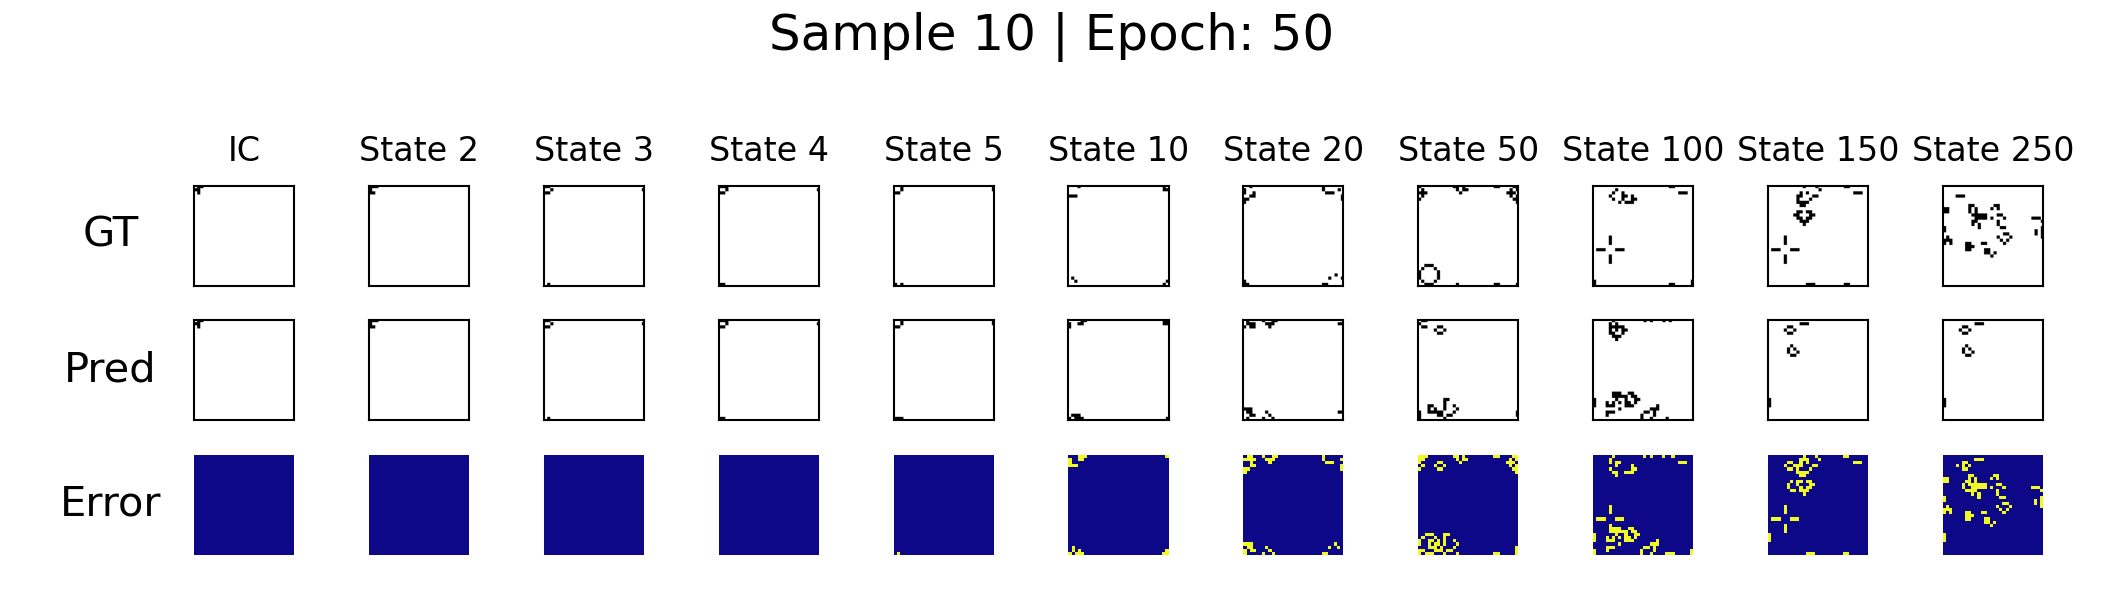 Sample 10 | Epoch: 50
IC State 2 State 3 State 4 State 5 State 10 State 20 State 50 State 100 State 150 State 250
GT
Pred
Error